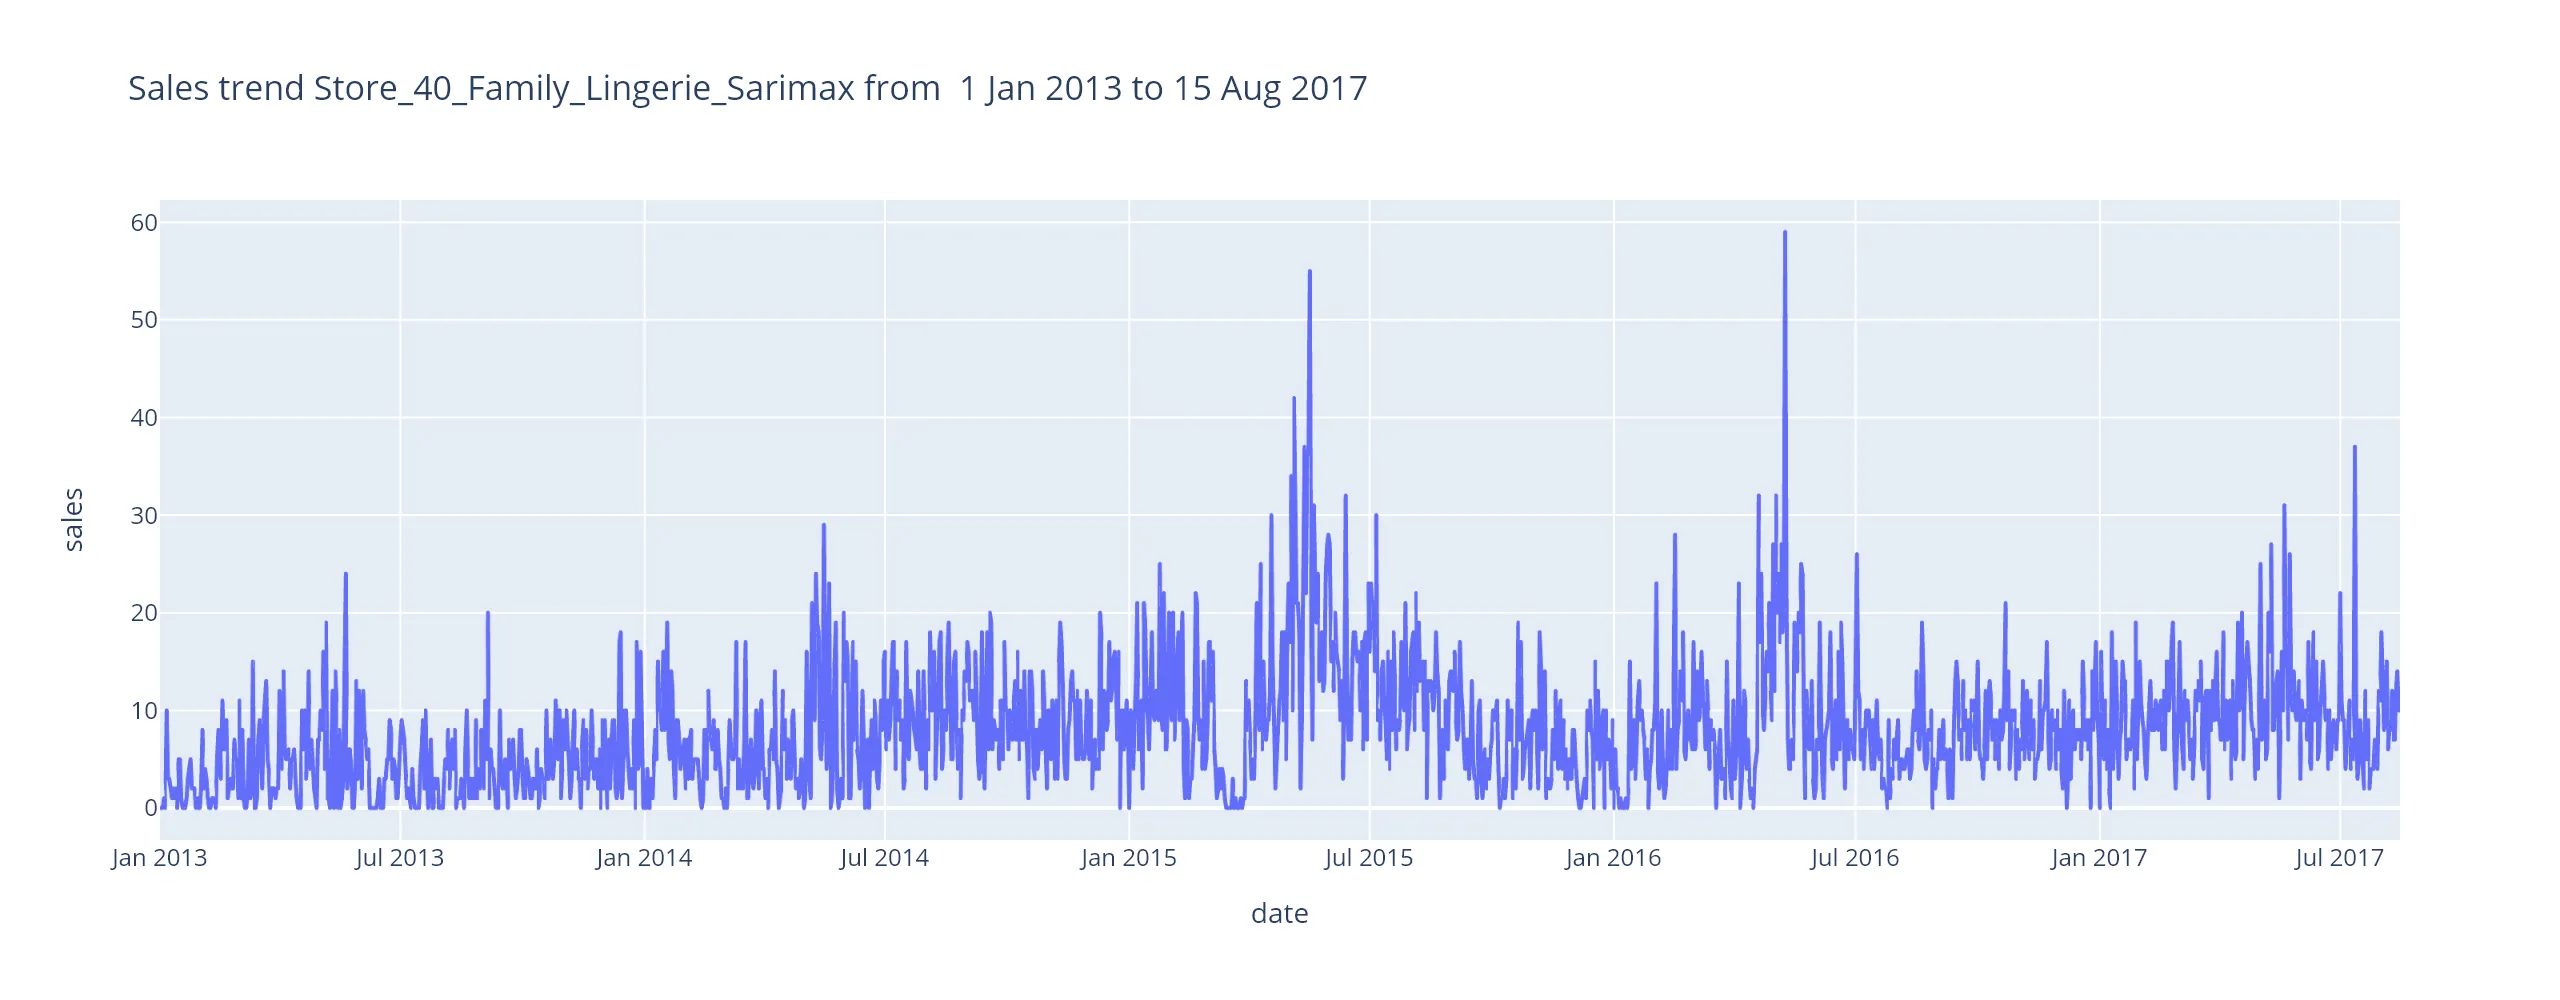 Sales trend Store_40_Family_Lingerie_Sarimax from  1 Jan 2013 to 15 Aug 2017
60
50
40
30
20
10
0
sales
Jan 2013 Jul 2013 Jan 2014 Jul 2014 Jan 2015 Jul 2015 Jan 2016 Jul 2016 Jan 2017 Jul 2017
date